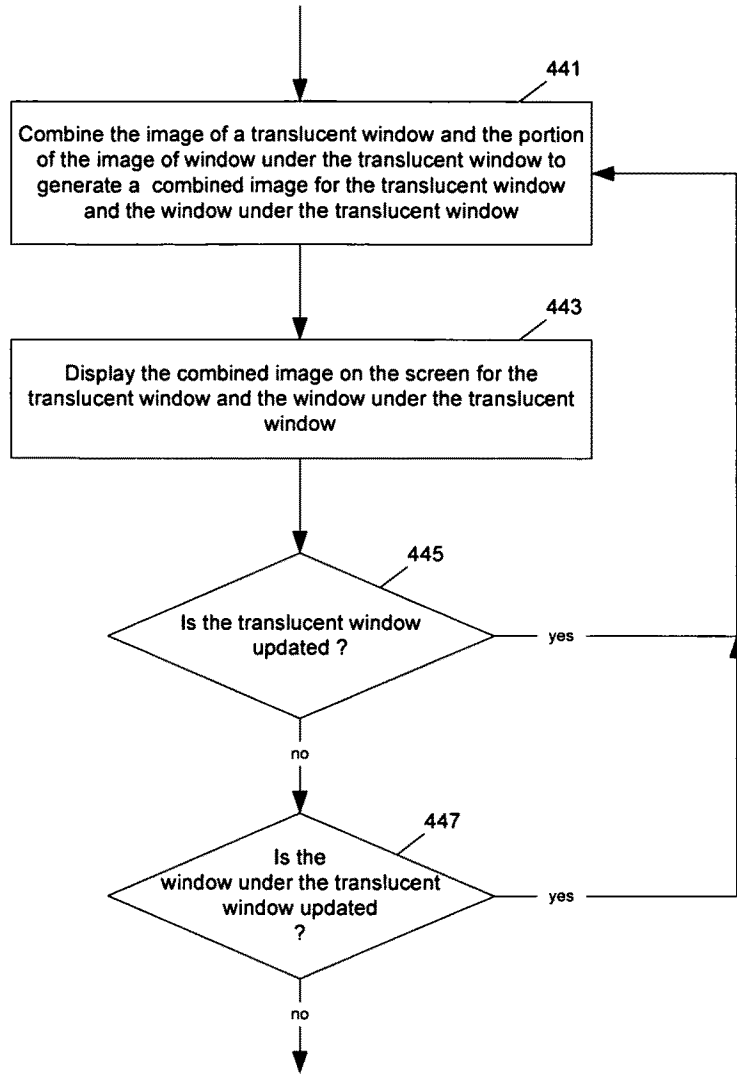 441
Combine the image of a translucent window and the portion
of the image of window under the translucent window to
generate a combined image for the translucent window
and the window under the translucent window
443
Display the combined image on the screen for the
translucent window and the window under the translucent
window
445
Is the translucent window
updated ?
yes
no
447
Is the
window under the translucent
window updated
?
yes
no